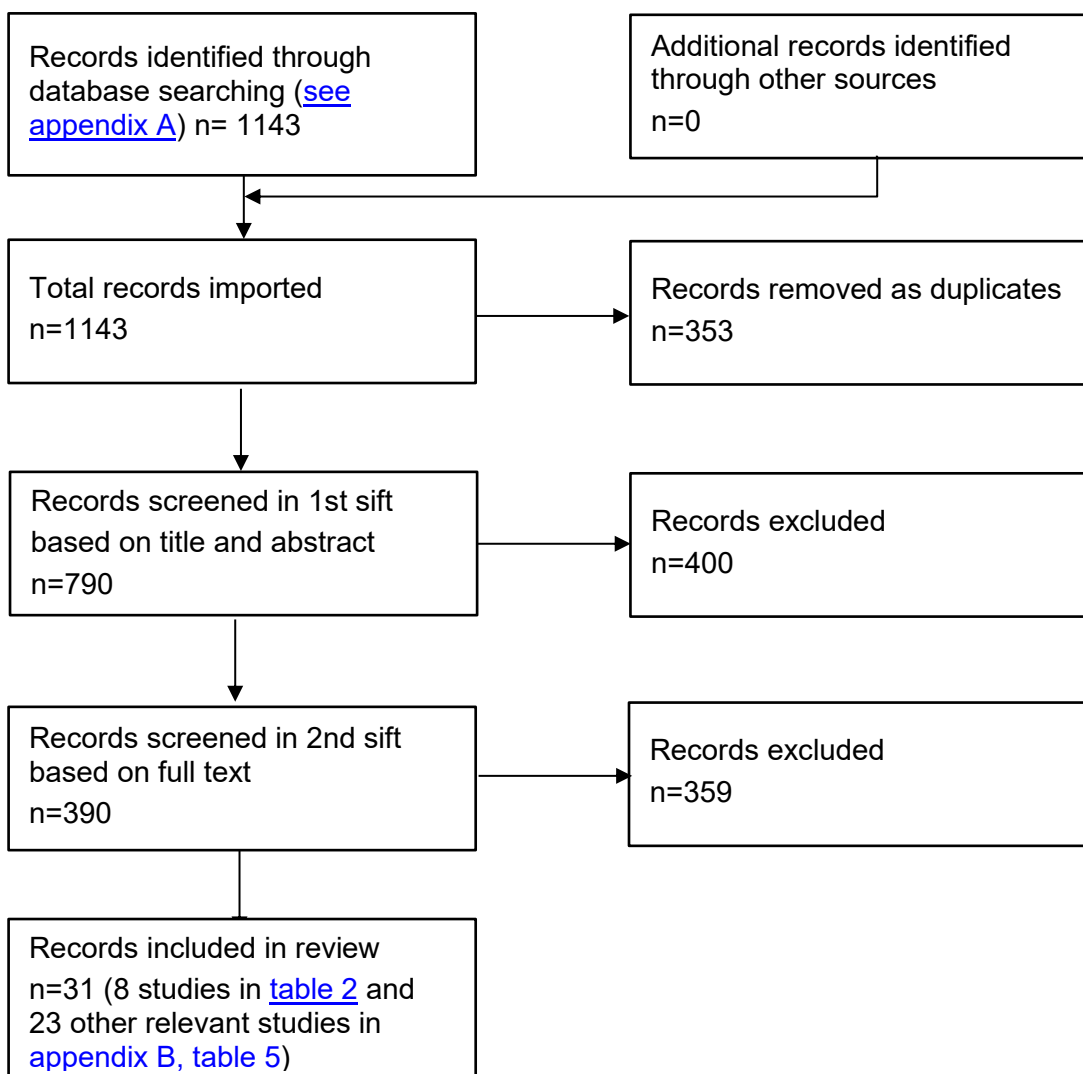 Records identified through
database searching (see
appendix A) n= 1143
Additional records identified
through other sources
n=0
Total records imported
n=1143
Records removed as duplicates
n=353
Records screened in 1st sift
based on title and abstract
n=790
Records excluded
n=400
Records screened in 2nd sift
based on full text
n=390
Records excluded
n=359
Records included in review
n=31 (8 studies in table 2 and
23 other relevant studies in
appendix B, table 5)